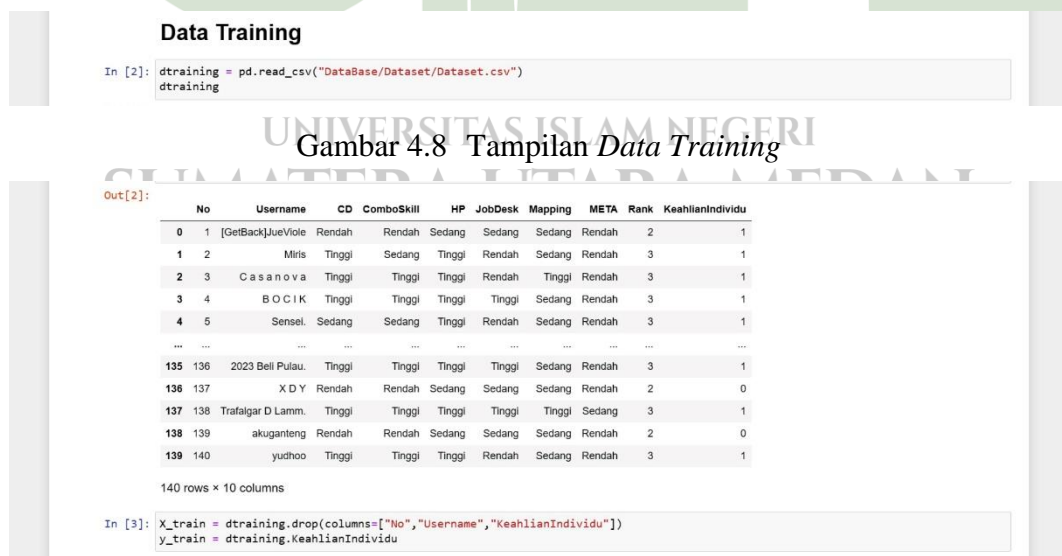 Data Training
In [2]: dtraining = pd.read_csv("DataBase/Dataset/Dataset.csv")
dtraining
UNIVERSITAS ISLAM NEGERI
Gambar 4.8 Tampilan Data Training
SUMATERA UTARA MEDAN
Out[2]:
No Username CD ComboSkill HP JobDesk Mapping META Rank KeahlianIndividu
0 1 [GetBack]JueViole Rendah Rendah Sedang Sedang Sedang Rendah 2 1
1 2 Miris Tinggi Sedang Tinggi Rendah Sedang Rendah 3 1
2 3 C a s a n o v a Tinggi Tinggi Tinggi Rendah Tinggi Rendah 3 1
3 4 B O C I K Tinggi Tinggi Tinggi Tinggi Sedang Rendah 3 1
4 5 Sensei. Sedang Sedang Tinggi Rendah Sedang Rendah 3 1
... ... ... ... ... ... ... ... ... ... ...
135 136 2023 Beli Pulau. Tinggi Tinggi Tinggi Tinggi Sedang Rendah 3 1
136 137 X D Y Rendah Rendah Sedang Sedang Sedang Rendah 2 0
137 138 Trafalgar D Lamm. Tinggi Tinggi Tinggi Tinggi Tinggi Sedang 3 1
138 139 akuganteng Rendah Rendah Sedang Sedang Sedang Rendah 2 0
139 140 yudhoo Tinggi Tinggi Tinggi Rendah Sedang Rendah 3 1
140 rows × 10 columns
In [3]: X_train = dtraining.drop(columns=["No","Username","KeahlianIndividu"])
y_train = dtraining.KeahlianIndividu